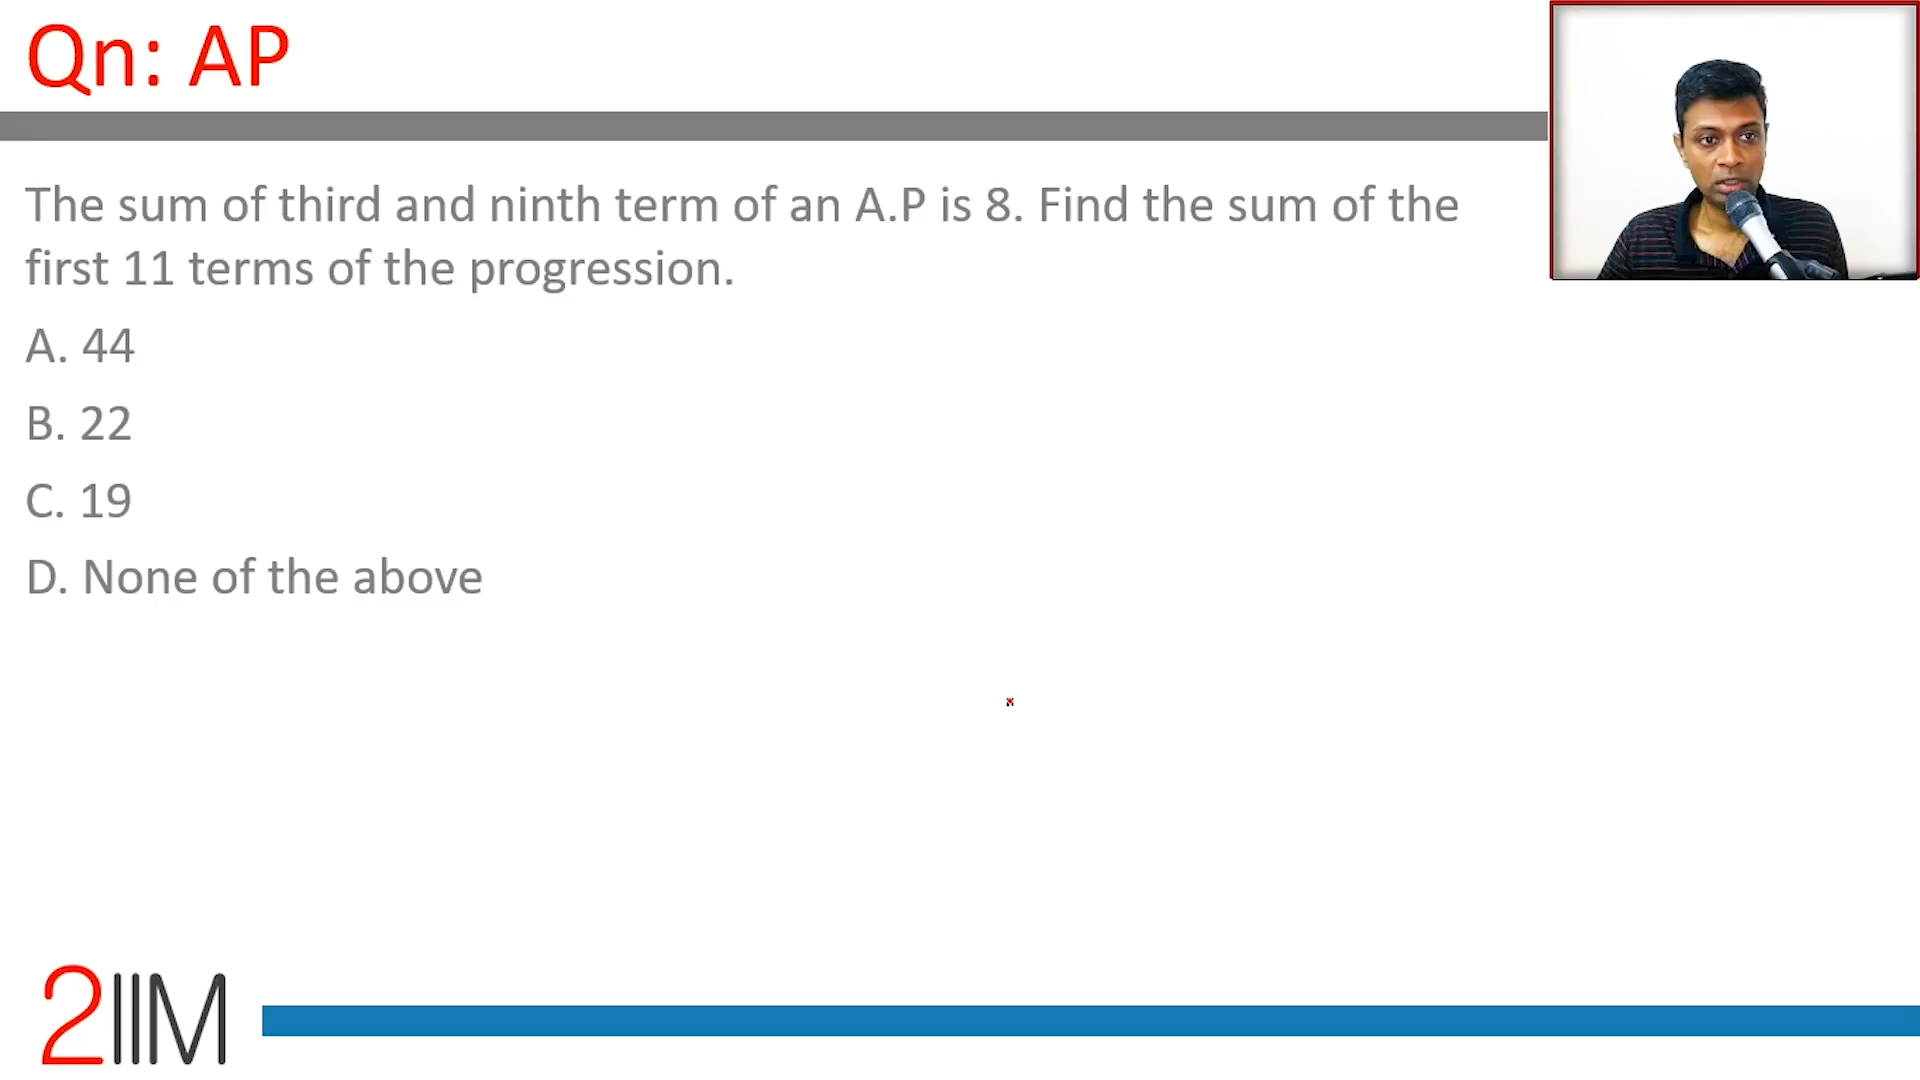 Qn: AP
The sum of third and ninth term of an A.P is 8. Find the sum of the
first 11 terms of the progression.
A. 44
B. 22
C. 19
D. None of the above
2IIM